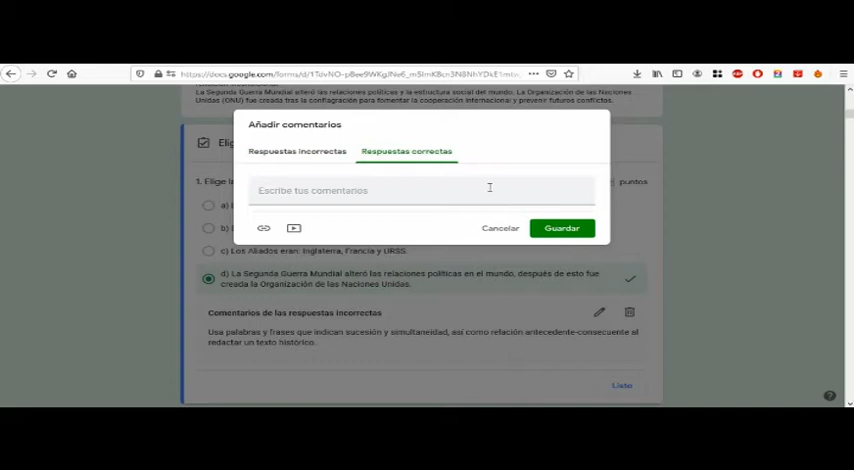 https://docs.google.com/forms/d/
La Segunda Guerra Mundial alteró las relaciones políticas y la estructura social del mundo. La Organización de las Naciones
Unidas (ONU) fue creada tras la conflagración para fomentar la cooperación internacional y prevenir futuros conflictos.
Añadir comentarios
Respuestas incorrectas
Respuestas correctas
1. Elige
puntos
Escribe tus comentarios
a)
b)
Cancelar
Guardar
c) Los Aliados eran: Inglaterra, Francia y URSS.
d) La Segunda Guerra Mundial alteró las relaciones políticas en el mundo, después de esto fue
creada la Organización de las Naciones Unidas.
Comentarios de las respuestas incorrectas
Usa palabras y frases que indican sucesión y simultaneidad, así como relación antecedente-consecuente al
redactar un texto histórico.
Listo